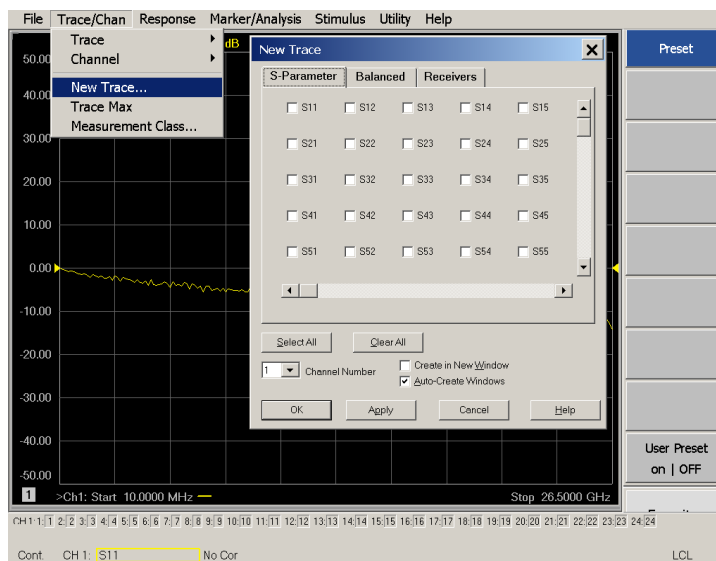 File Trace/Chan Response Marker/Analysis Stimulus Utility Help
Trace
Channel
New Trace...
Trace Max
Measurement Class...
dB
50.00
40.00
30.00
20.00
10.00
0.00
-10.00
-20.00
-30.00
-40.00
-50.00
New Trace
S-Parameter Balanced Receivers
S11 S12 S13 S14 S15
S21 S22 S23 S24 S25
S31 S32 S33 S34 S35
S41 S42 S43 S44 S45
S51 S52 S53 S54 S55
Select All Clear All
1 Channel Number
Create in New Window
Auto-Create Windows
OK Apply Cancel Help
Preset
User Preset
on | OFF
1 >Ch1: Start 10.0000 MHz Stop 26.5000 GHz
CH 1: 1: 1 2: 2 3: 3 4: 4 5: 5 6: 6 7: 7 8: 8 9: 9 10:10 11:11 12:12 13:13 14:14 15:15 16:16 17:17 18:18 19:19 20:20 21:21 22:22 23:23 24:24
Cont. CH 1: S11 No Cor LCL